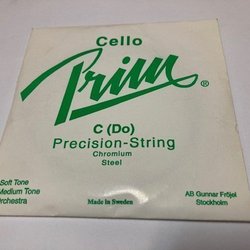 Cello
Prim ®
C (Do)
Precision-String
Chromium
Steel
Soft Tone
Medium Tone
Orchestra
Made in Sweden
AB Gunnar Fröjel
Stockholm